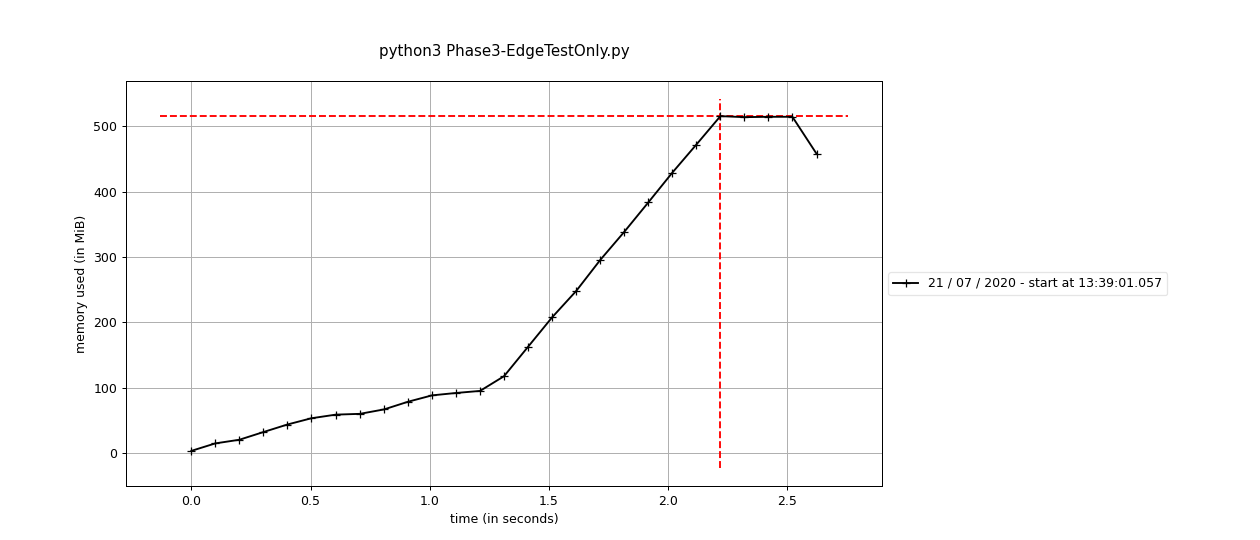 python3 Phase3-EdgeTestOnly.py
500
400
300
200
100
0
memory used (in MiB)
0.0 0.5 1.0 1.5 2.0 2.5
time (in seconds)
21 / 07 / 2020 - start at 13:39:01.057